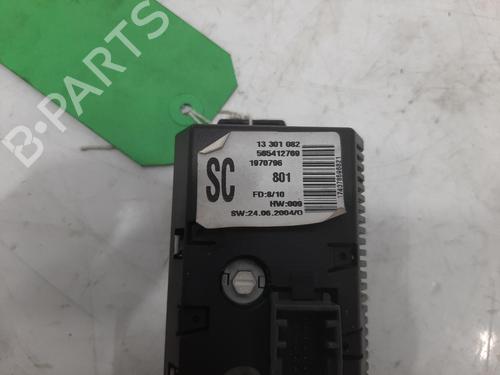 B-PARTS
13 301 082
565412769
1970796
SC 801
FD:8/10
HW:009
SW:24.06.2004/0